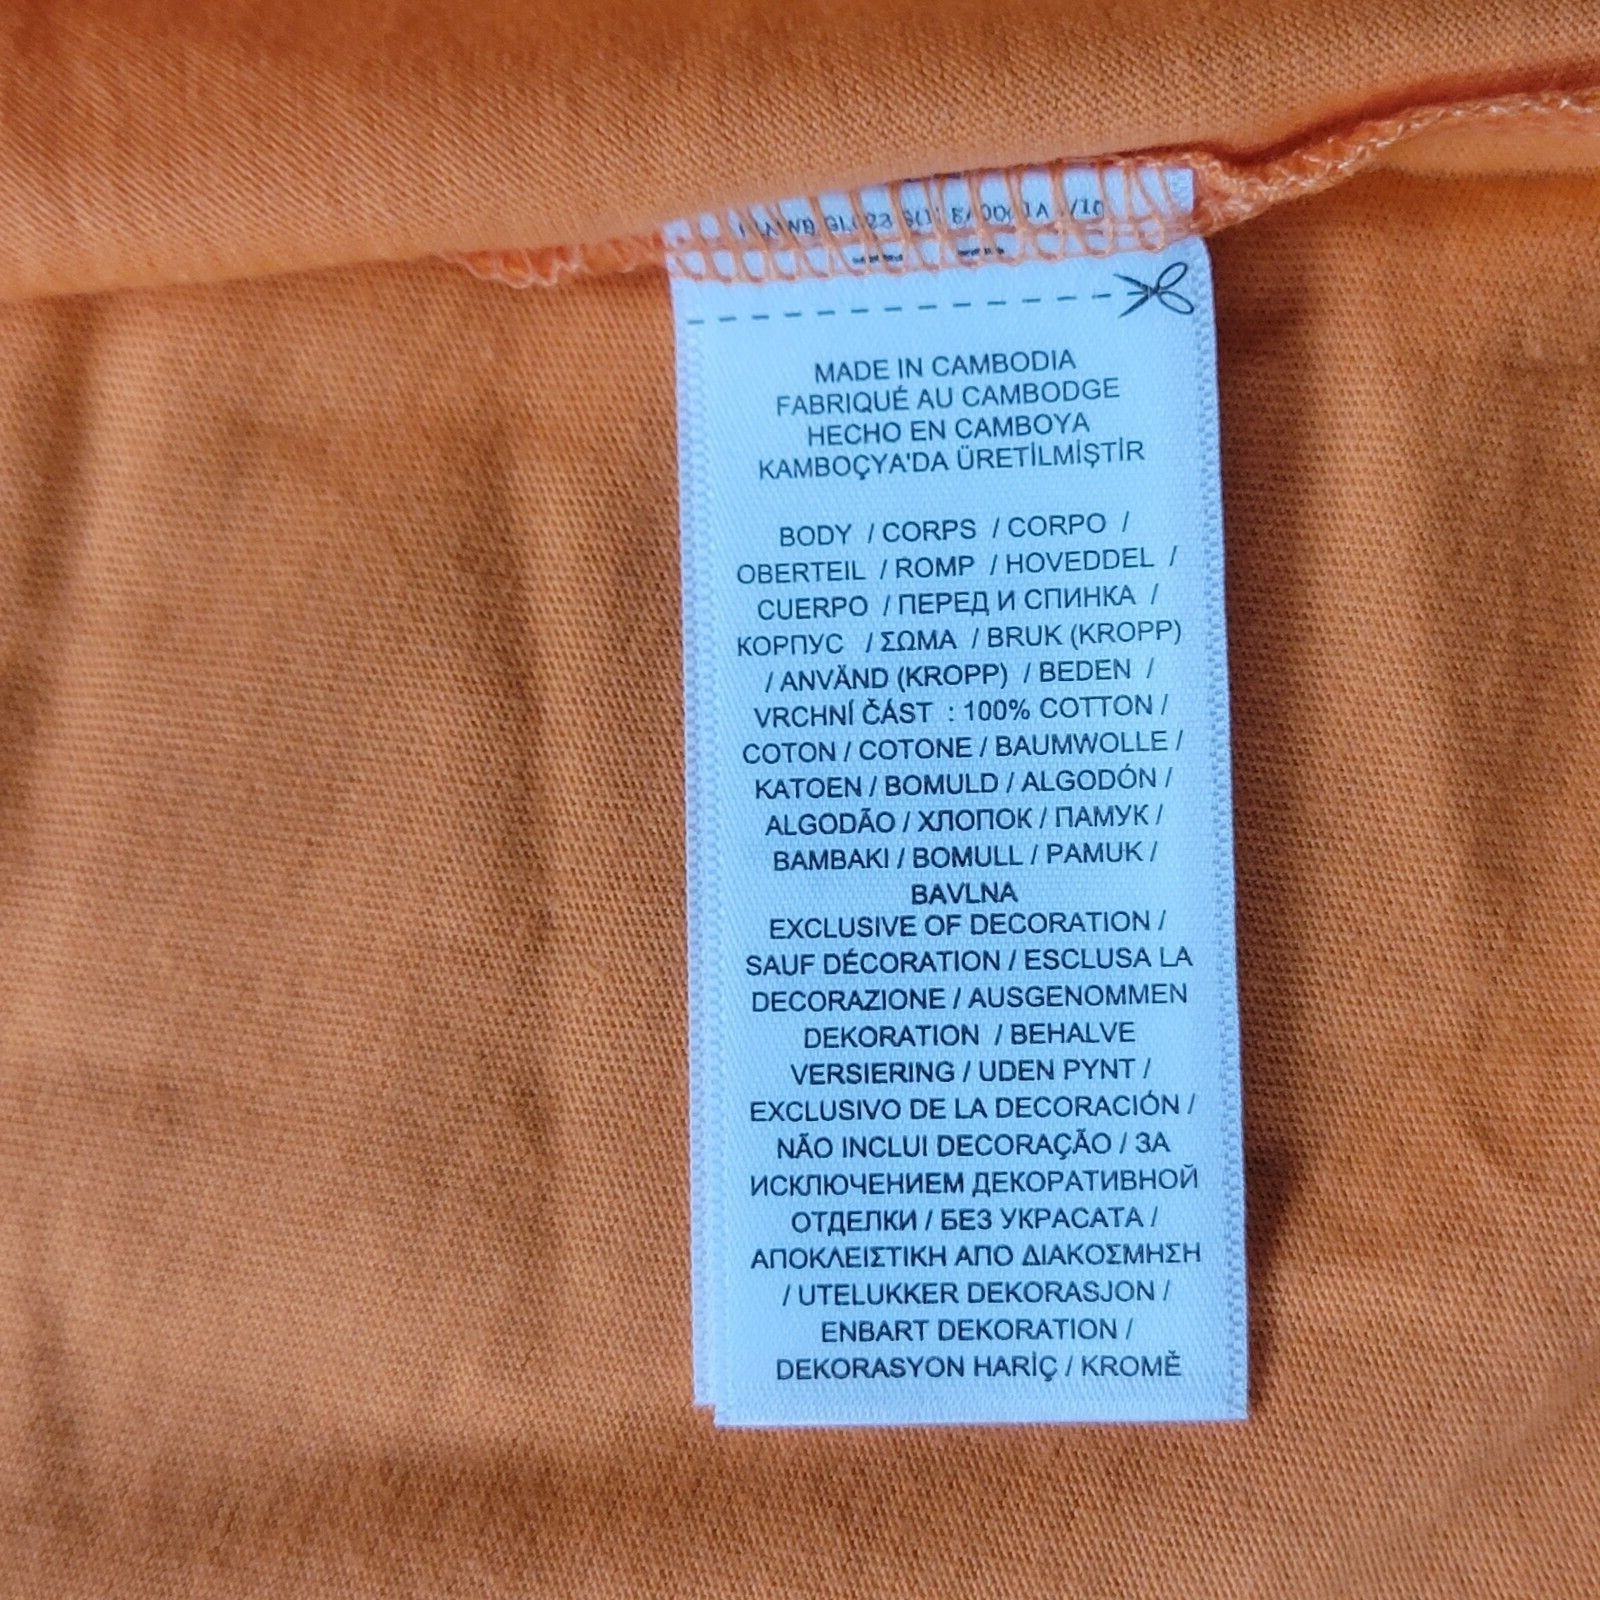 MADE IN CAMBODIA
FABRIQUÉ AU CAMBODGE
HECHO EN CAMBOYA
KAMBOÇYA'DA ÜRETİLMİŞTİR
BODY / CORPS / CORPO /
OBERTEIL / ROMP / HOVEDDEL /
CUERPO / ПЕРЕД И СПИНКА /
КОРПУС / ΣΩΜΑ / BRUK (KROPP)
/ ANVÄND (KROPP) / BEDEN /
VRCHNÍ ČÁST : 100% COTTON /
COTON / COTONE / BAUMWOLLE /
KATOEN / BOMULD / ALGODÓN /
ALGODÃO / ХЛОПОК / ПАМУК /
ΒΑΜΒΑΚΙ / BOMULL / PAMUK /
BAVLNA
EXCLUSIVE OF DECORATION /
SAUF DÉCORATION / ESCLUSA LA
DECORAZIONE / AUSGENOMMEN
DEKORATION / BEHALVE
VERSIERING / UDEN PYNT /
EXCLUSIVO DE LA DECORACIÓN /
NÃO INCLUI DECORAÇÃO / ЗА
ИСКЛЮЧЕНИЕМ ДЕКОРАТИВНОЙ
ОТДЕЛКИ / БЕЗ УКРАСАТА /
ΑΠΟΚΛΕΙΣΤΙΚΗ ΑΠΟ ΔΙΑΚΟΣΜΗΣΗ
/ UTELUKKER DEKORASJON /
ENBART DEKORATION /
DEKORASYON HARİÇ / KROMĚ